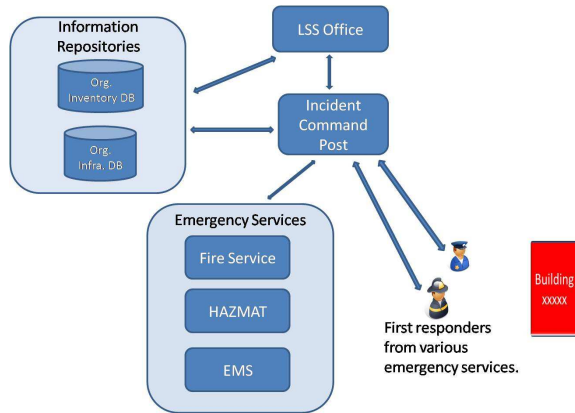 Information
Repositories
Org.
Inventory DB
Org.
Infra. DB
LSS Office
Incident
Command
Post
Emergency Services
Fire Service
HAZMAT
EMS
First responders
from various
emergency services.
Building
xxxxx